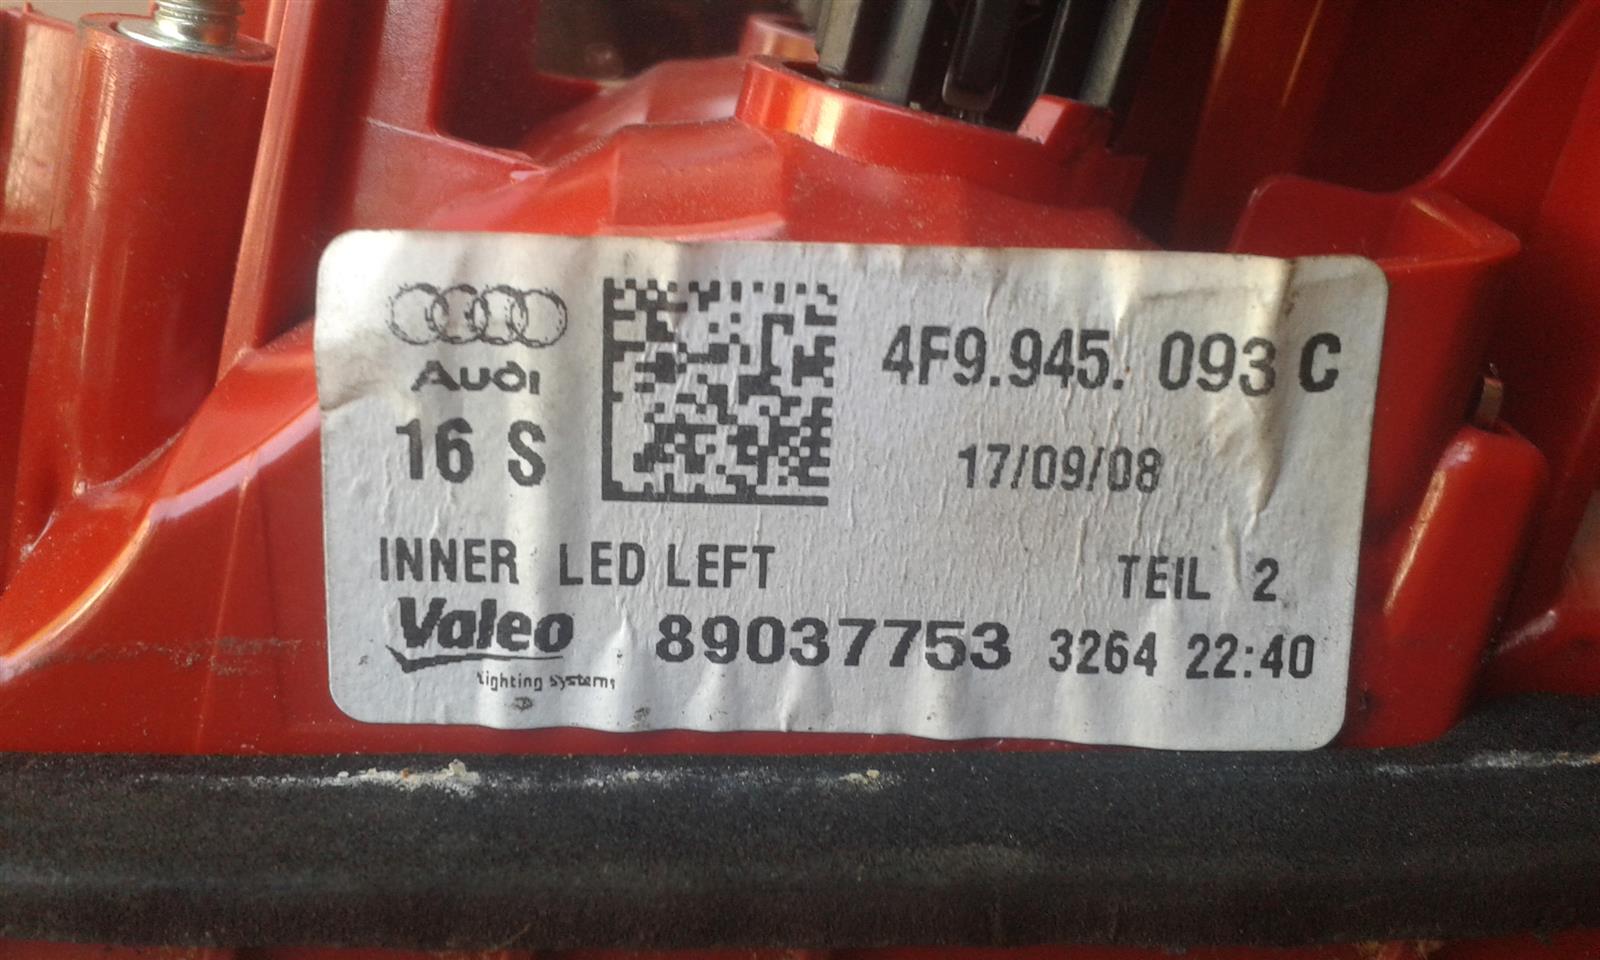 Audi
16 S
4F9.945. 093 C
17/09/08
INNER LED LEFT TEIL 2
Valeo 89037753 3264 22:40
Lighting systems